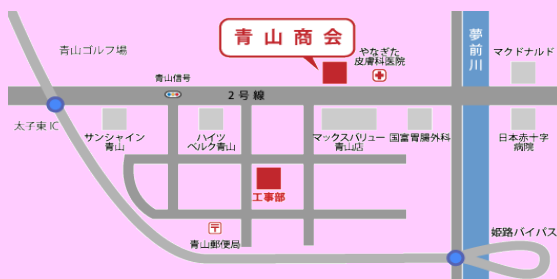 青山商会
夢前川
青山ゴルフ場
やなぎた
皮膚科医院
マクドナルド
青山信号
2号線
太子東IC
サンシャイン
青山
ハイツ
ベルク青山
マックスバリュー
青山店
国富胃腸外科
日本赤十字
病院
工事部
〒
青山郵便局
姫路バイパス